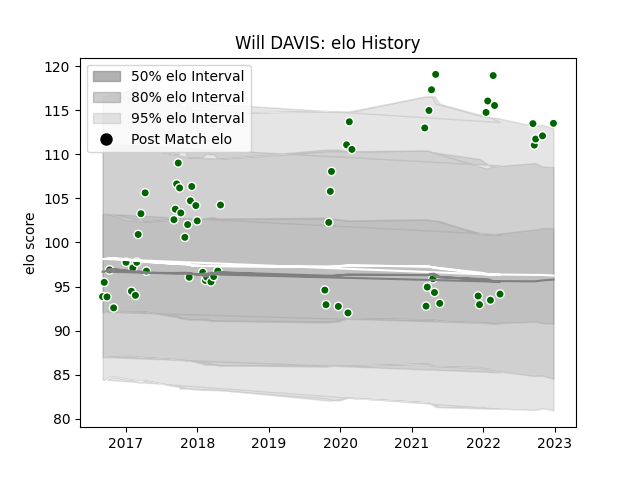 Will DAVIS: elo History
50% elo Interval
80% elo Interval
95% elo Interval
Post Match elo
elo score
120
115
110
105
100
95
90
85
80
2017 2018 2019 2020 2021 2022 2023